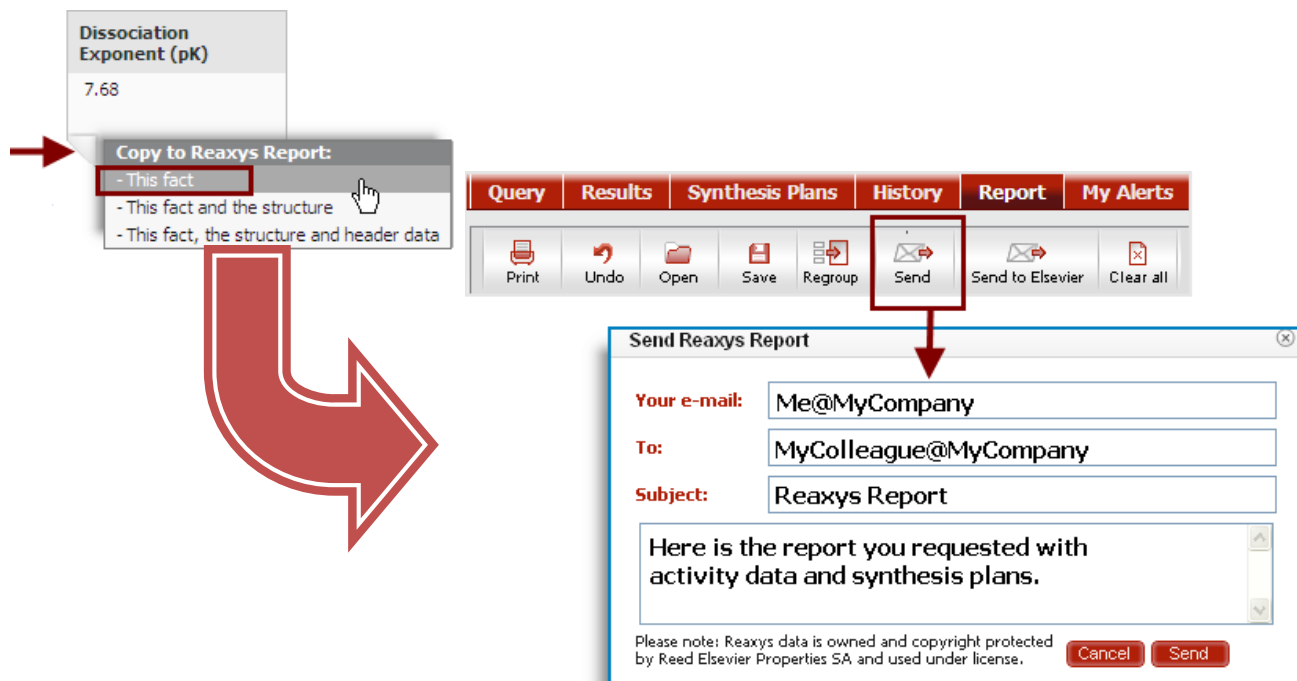 Dissociation
Exponent (pK)
7.68
Copy to Reaxys Report:
- This fact
- This fact and the structure
- This fact, the structure and header data
Query Results Synthesis Plans History Report My Alerts
Print Undo Open Save Regroup Send Send to Elsevier Clear all
Send Reaxys Report
Your e-mail: Me@MyCompany
To: MyColleague@MyCompany
Subject: Reaxys Report
Here is the report you requested with
activity data and synthesis plans.
Please note: Reaxys data is owned and copyright protected
by Reed Elsevier Properties SA and used under license.
Cancel Send